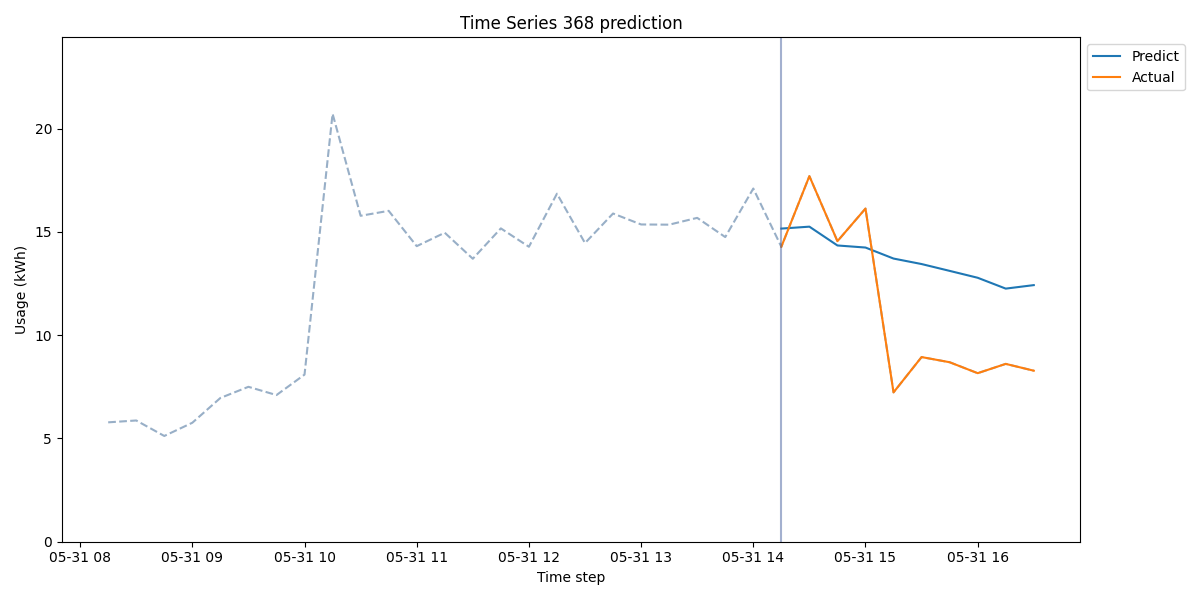 Time Series 368 prediction
Predict
Actual
Usage (kWh)
20
15
10
5
0
05-31 08 05-31 09 05-31 10 05-31 11 05-31 12 05-31 13 05-31 14 05-31 15 05-31 16
Time step